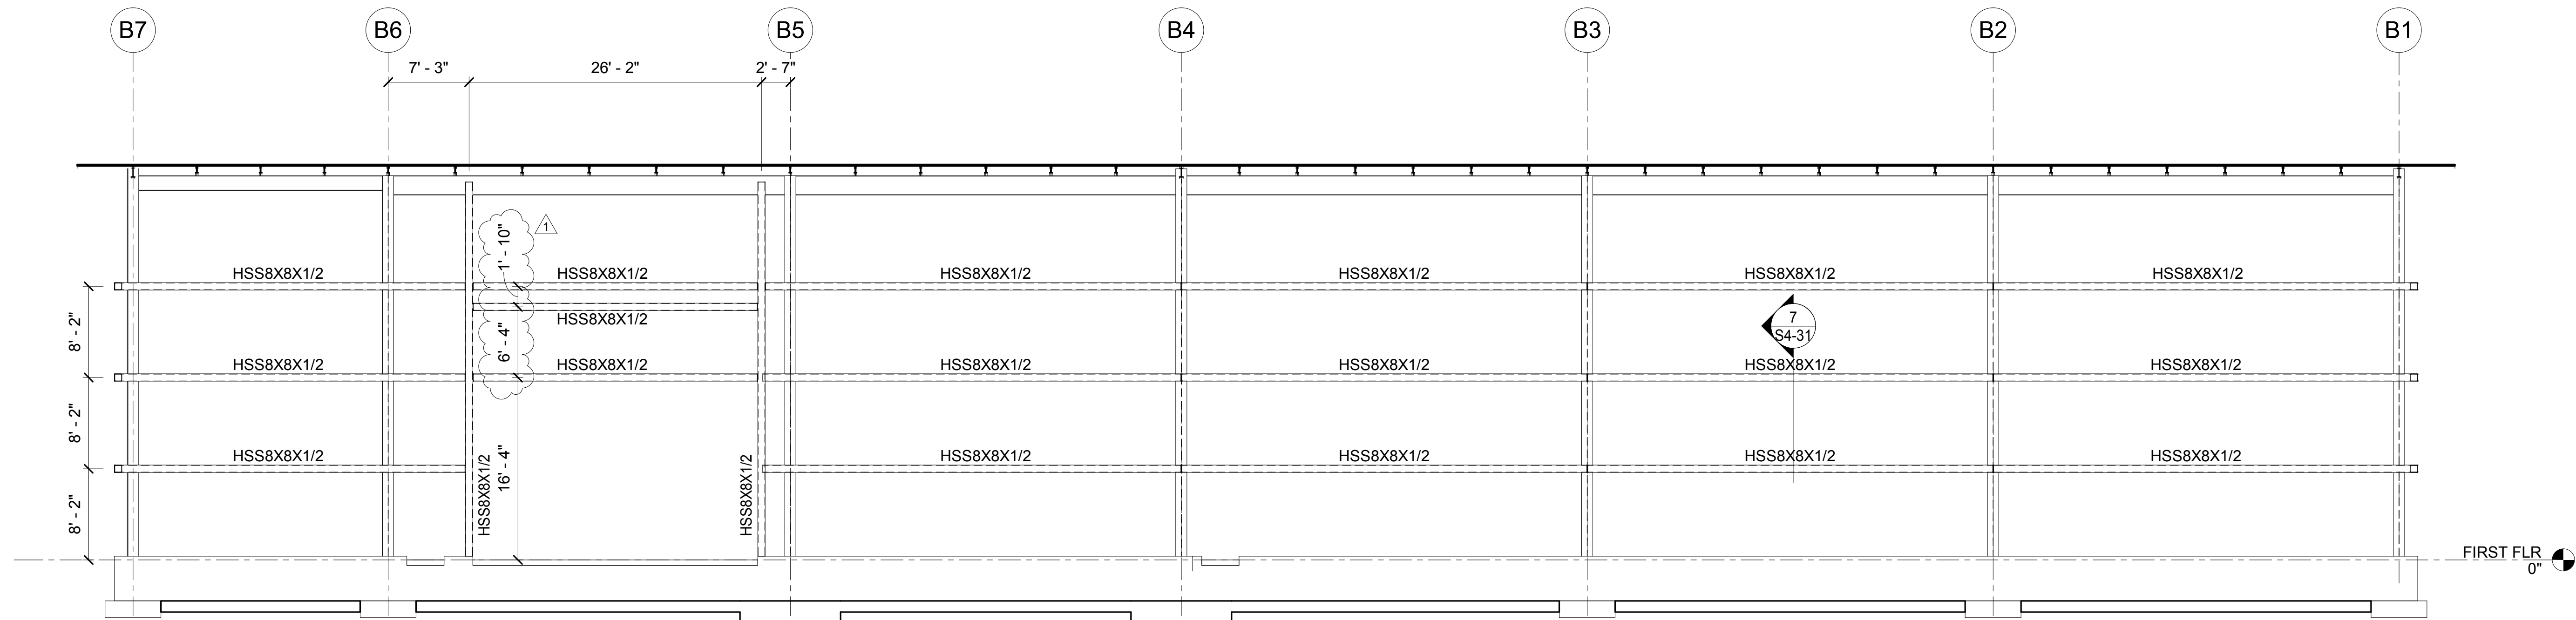 B7
B6
B5
B4
B3
B2
B1
7' - 3"
26' - 2"
2' - 7"
1
1' - 10"
HSS8X8X1/2
HSS8X8X1/2
HSS8X8X1/2
HSS8X8X1/2
HSS8X8X1/2
HSS8X8X1/2
8' - 2"
HSS8X8X1/2
6' - 4"
7
S4-31
HSS8X8X1/2
HSS8X8X1/2
HSS8X8X1/2
HSS8X8X1/2
HSS8X8X1/2
HSS8X8X1/2
8' - 2"
HSS8X8X1/2
HSS8X8X1/2
HSS8X8X1/2
HSS8X8X1/2
HSS8X8X1/2
8' - 2"
HSS8X8X1/2
16' - 4"
HSS8X8X1/2
FIRST FLR
0"